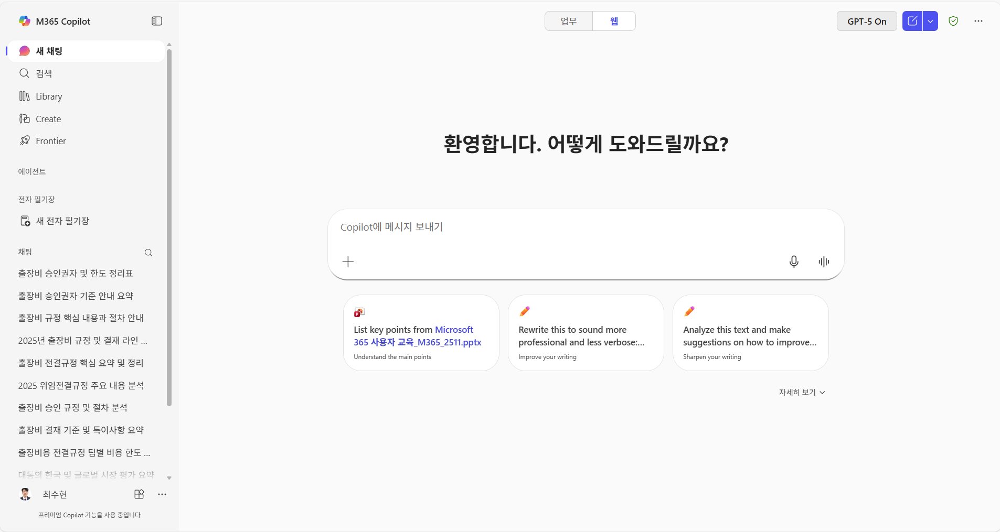 M365 Copilot
새 채팅
검색
Library
Create
Frontier
에이전트
전자 필기장
새 전자 필기장
채팅
출장비 승인권자 및 한도 정리표
출장비 승인권자 기준 안내 요약
출장비 규정 핵심 내용과 절차 안내
2025년 출장비 규정 및 결재 라인 ...
출장비 전결규정 핵심 요약 및 정리
2025 위임전결규정 주요 내용 분석
출장비 승인 규정 및 절차 분석
출장비 결재 기준 및 특이사항 요약
출장비용 전결규정 팀별 비용 한도 ...
대동의 한국 및 글로벌 시장 평가 요약
최수현
프리미엄 Copilot 기능을 사용 중입니다
업무
웹
GPT-5 On
환영합니다. 어떻게 도와드릴까요?
Copilot에 메시지 보내기
List key points from Microsoft
365 사용자 교육_M365_2511.pptx
Understand the main points
Rewrite this to sound more
professional and less verbose:...
Improve your writing
Analyze this text and make
suggestions on how to improve...
Sharpen your writing
자세히 보기